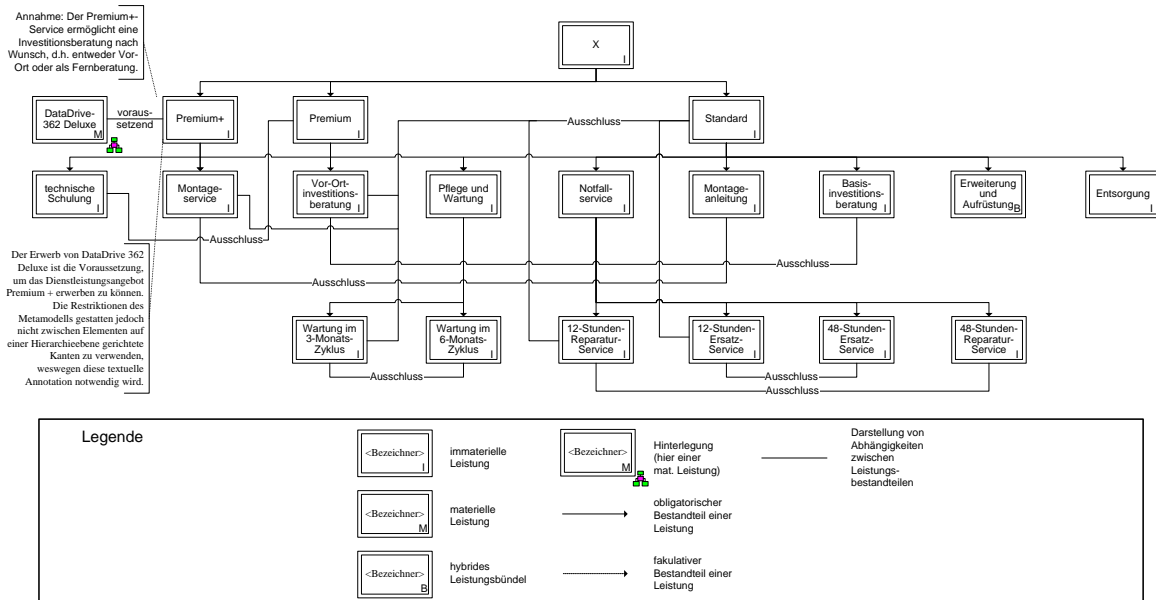 Annahme: Der Premium+-
Service ermöglicht eine
Investitionsberatung nach
Wunsch, d.h. entweder Vor-
Ort oder als Fernberatung.
X
I
DataDrive-
362 Deluxe
M
voraus-
setzend
Premium+
I
Premium
I
Ausschluss
Standard
I
technische
Schulung
I
Montage-
service
I
Vor-Ort-
investitions-
beratung
I
Pflege und
Wartung
I
Notfall-
service
I
Montage-
anleitung
I
Basis-
investitions-
beratung
I
Erweiterung
und
Aufrüstung
B
Entsorgung
I
Ausschluss
Ausschluss
Ausschluss
Der Erwerb von DataDrive 362
Deluxe ist die Voraussetzung,
um das Dienstleistungsangebot
Premium + erwerben zu können.
Die Restriktionen des
Metamodells gestatten jedoch
nicht zwischen Elementen auf
einer Hierarchieebene gerichtete
Kanten zu verwenden,
weswegen diese textuelle
Annotation notwendig wird.
Wartung im
3-Monats-
Zyklus
I
Wartung im
6-Monats-
Zyklus
I
12-Stunden-
Reparatur-
Service
I
12-Stunden-
Ersatz-
Service
I
48-Stunden-
Ersatz-
Service
I
48-Stunden-
Reparatur-
Service
I
Ausschluss
Ausschluss
Ausschluss
Legende
<Bezeichner>
I
immaterielle
Leistung
<Bezeichner>
M
materielle
Leistung
<Bezeichner>
B
hybrides
Leistungsbündel
<Bezeichner>
M
Hinterlegung
(hier einer
mat. Leistung)
obligatorischer
Bestandteil einer
Leistung
fakulativer
Bestandteil einer
Leistung
Darstellung von
Abhängigkeiten
zwischen
Leistungs-
bestandteilen